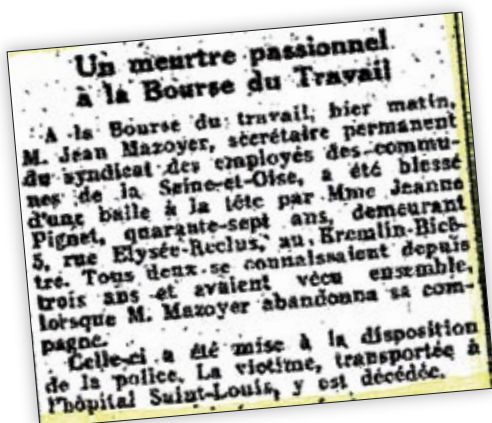 Un meurtre passionnel
à la Bourse du Travail
A la Bourse du travail, hier matin,
M. Jean Mazoyer, secrétaire permanent
du syndicat des employés des commu-
nes de la Seine-et-Oise, a été blessé
d'une balle à la tête par Mme Jeanne
Pignet, quarante-sept ans, demeurant
5, rue Elysée-Reclus, au Kremlin-Bicê-
tre. Tous deux se connaissaient depuis
trois ans et avaient vécu ensemble,
lorsque M. Mazoyer abandonna sa com-
pagne.
Celle-ci a été mise à la disposition
de la police. La victime, transportée à
l'hôpital Saint-Louis, y est décédée.